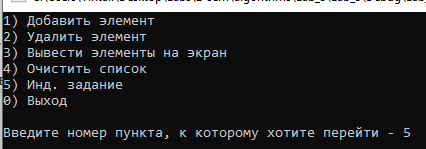 1) Добавить элемент
2) Удалить элемент
3) Вывести элементы на экран
4) Очистить список
5) Инд. задание
0) Выход
Введите номер пункта, к которому хотите перейти - 5